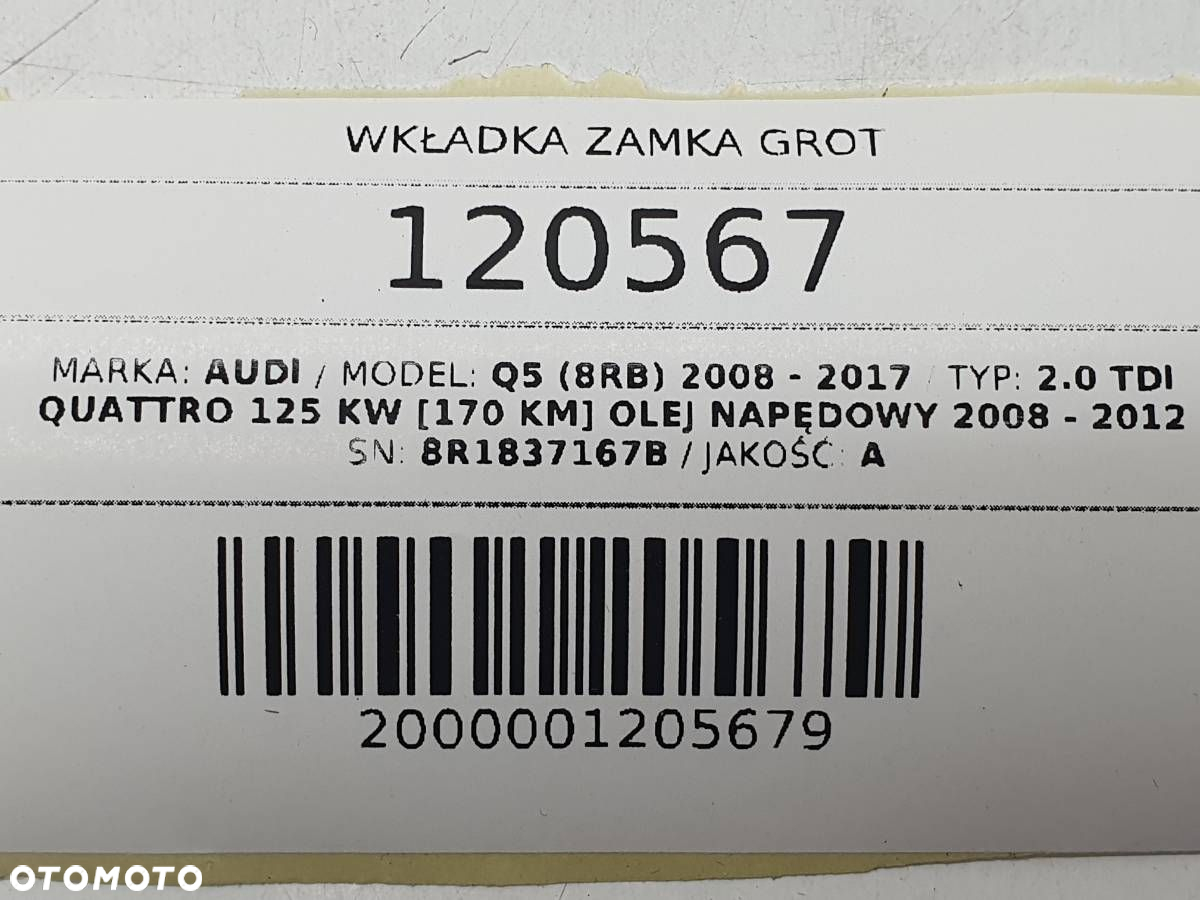 WKŁADKA ZAMKA GROT
120567
MARKA: AUDI / MODEL: Q5 (8RB) 2008 - 2017 / TYP: 2.0 TDI
QUATTRO 125 KW [170 KM] OLEJ NAPĘDOWY 2008 - 2012
SN: 8R1837167B / JAKOŚĆ: A
2000001205679
OTOMOTO